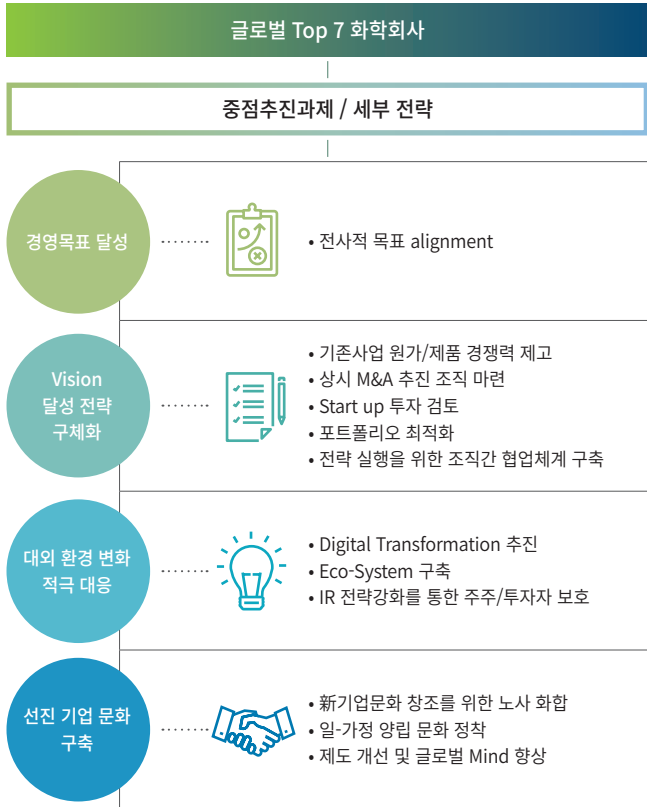 글로벌 Top 7 화학회사
중점추진과제 / 세부 전략
경영목표 달성
• 전사적 목표 alignment
Vision
달성 전략
구체화
• 기존사업 원가/제품 경쟁력 제고
• 상시 M&A 추진 조직 마련
• Start up 투자 검토
• 포트폴리오 최적화
• 전략 실행을 위한 조직간 협업체계 구축
대외 환경 변화
적극 대응
• Digital Transformation 추진
• Eco-System 구축
• IR 전략강화를 통한 주주/투자자 보호
선진 기업 문화
구축
• 新기업문화 창조를 위한 노사 화합
• 일-가정 양립 문화 정착
• 제도 개선 및 글로벌 Mind 향상